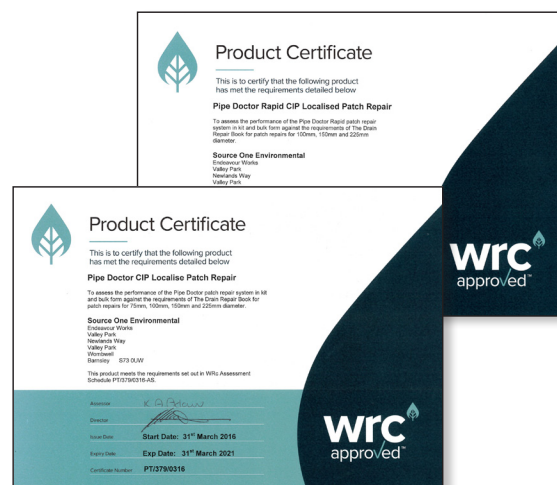 Product Certificate
This is to certify that the following product
has met the requirements detailed below
Pipe Doctor Rapid CIP Localised Patch Repair
To assess the performance of the Pipe Doctor Rapid patch repair
system in kit and bulk form against the requirements of The Drain
Repair Book for patch repairs for 100mm, 150mm and 225mm
diameter.
Source One Environmental
Endeavour Works
Valley Park
Newlands Way
Valley Park
wrc
approved™
Product Certificate
This is to certify that the following product
has met the requirements detailed below
Pipe Doctor CIP Localise Patch Repair
To assess the performance of the Pipe Doctor patch repair system in kit
and bulk form against the requirements of The Drain Repair Book for
patch repairs for 75mm, 100mm, 150mm and 225mm diameter.
Source One Environmental
Endeavour Works
Valley Park
Newlands Way
Valley Park
Wombwell
Barnsley S73 0UW
This product meets the requirements set out in WRc Assessment
Schedule PT/379/0316-AS.
Assessor
Director
Issue Date Start Date: 31st March 2016
Expiry Date Exp Date: 31st March 2021
Certificate Number PT/379/0316
wrc
approved™